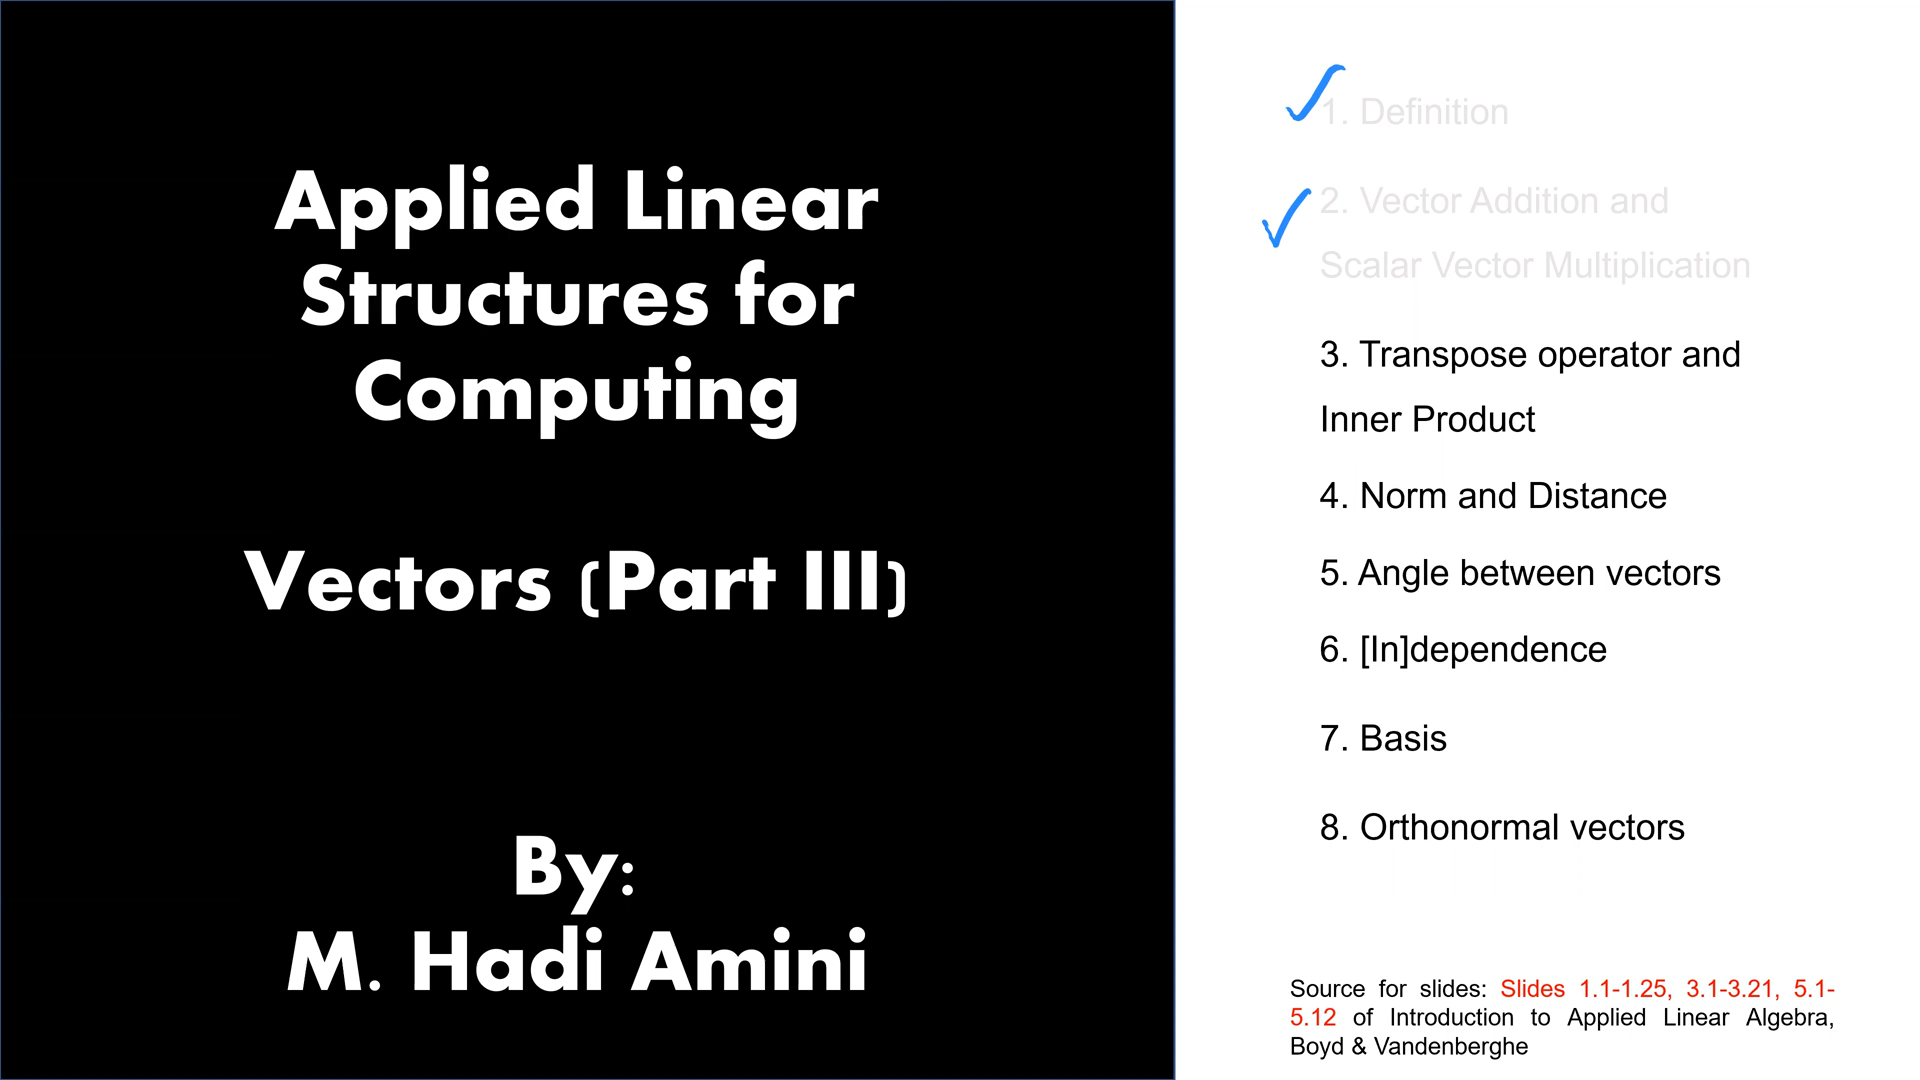 Applied Linear
Structures for
Computing
Vectors (Part III)
By:
M. Hadi Amini
1. Definition
2. Vector Addition and
Scalar Vector Multiplication
3. Transpose operator and
Inner Product
4. Norm and Distance
5. Angle between vectors
6. [In]dependence
7. Basis
8. Orthonormal vectors
Source for slides: Slides 1.1-1.25, 3.1-3.21, 5.1-
5.12 of Introduction to Applied Linear Algebra,
Boyd & Vandenberghe